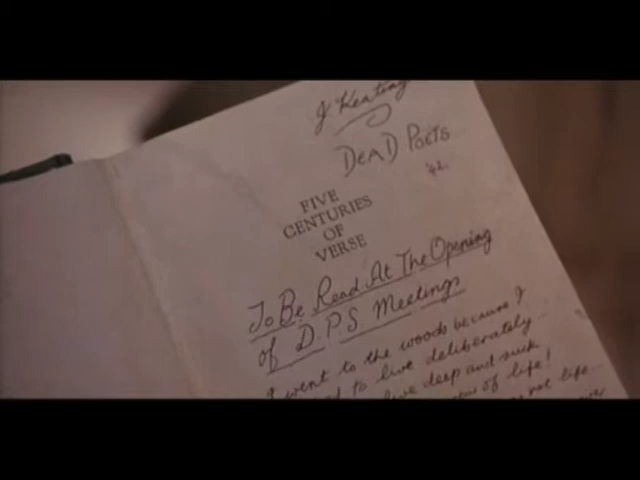 J Keating
DEAD POETS
'42.
FIVE
CENTURIES
OF
VERSE
To Be Read At The Opening
of D.P.S Meetings
I went to the woods because I
to live deliberately...
live deep and suck
of life!
not life...